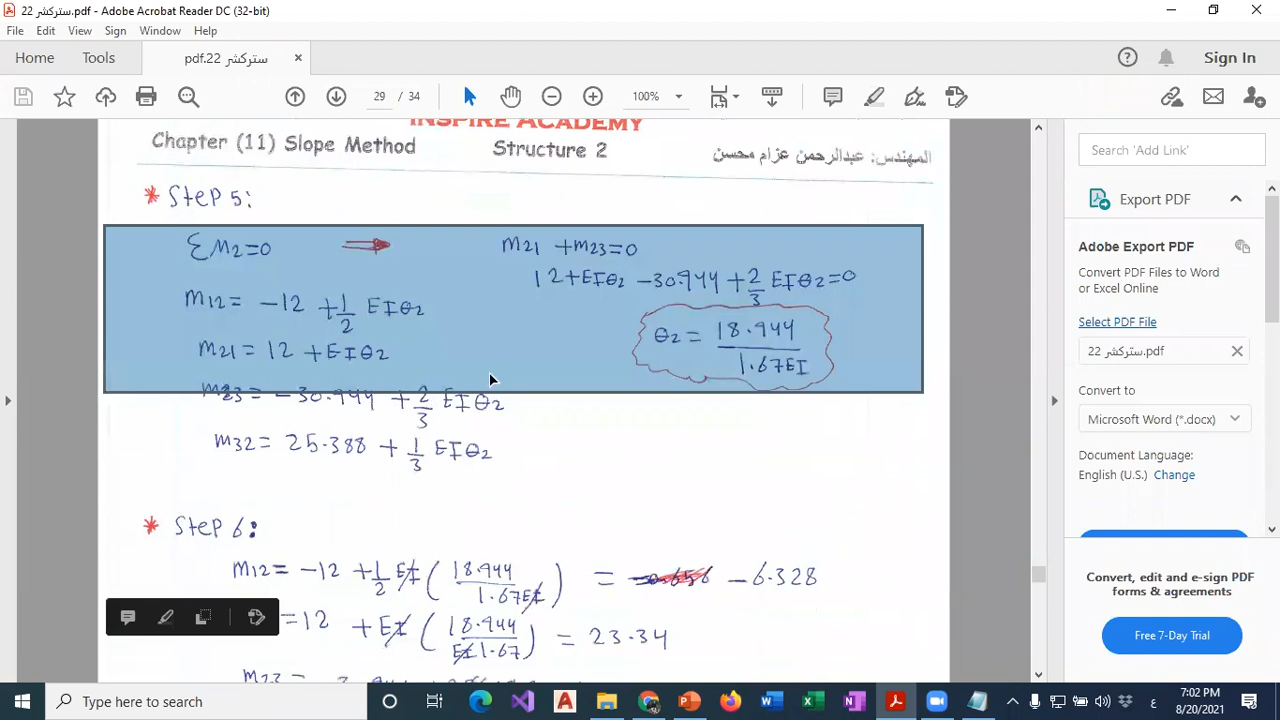 ستركشر 22.pdf - Adobe Acrobat Reader DC (32-bit)
File Edit View Sign Window Help
Home Tools ستركشر 22.pdf × Sign In
29 / 34 100%
INSPIRE ACADEMY
Chapter (11) Slope Method Structure 2 المهندس: عبدالرحمن عزام محسن
* Step 5:
ΣM2=0 ⇒ m21 +m23=0
12+EIθ2 -30.944 +2/3 EIθ2=0
m12= -12 +1/2 EIθ2
θ2 = 18.944/1.67EI
m21= 12 +EIθ2
m23= -30.944 +2/3 EIθ2
m32= 25.388 +1/3 EIθ2
* Step 6:
m12= -12 +1/2 EI (18.944/1.67EI) = -6.328
=12 +EI (18.944/EI1.67) = 23.34
Search 'Add Link'
Export PDF
Adobe Export PDF
Convert PDF Files to Word
or Excel Online
Select PDF File
ستركشر 22.pdf
Convert to
Microsoft Word (*.docx)
Document Language:
English (U.S.) Change
Convert, edit and e-sign PDF
forms & agreements
Free 7-Day Trial
Type here to search
ع
7:02 PM
8/20/2021